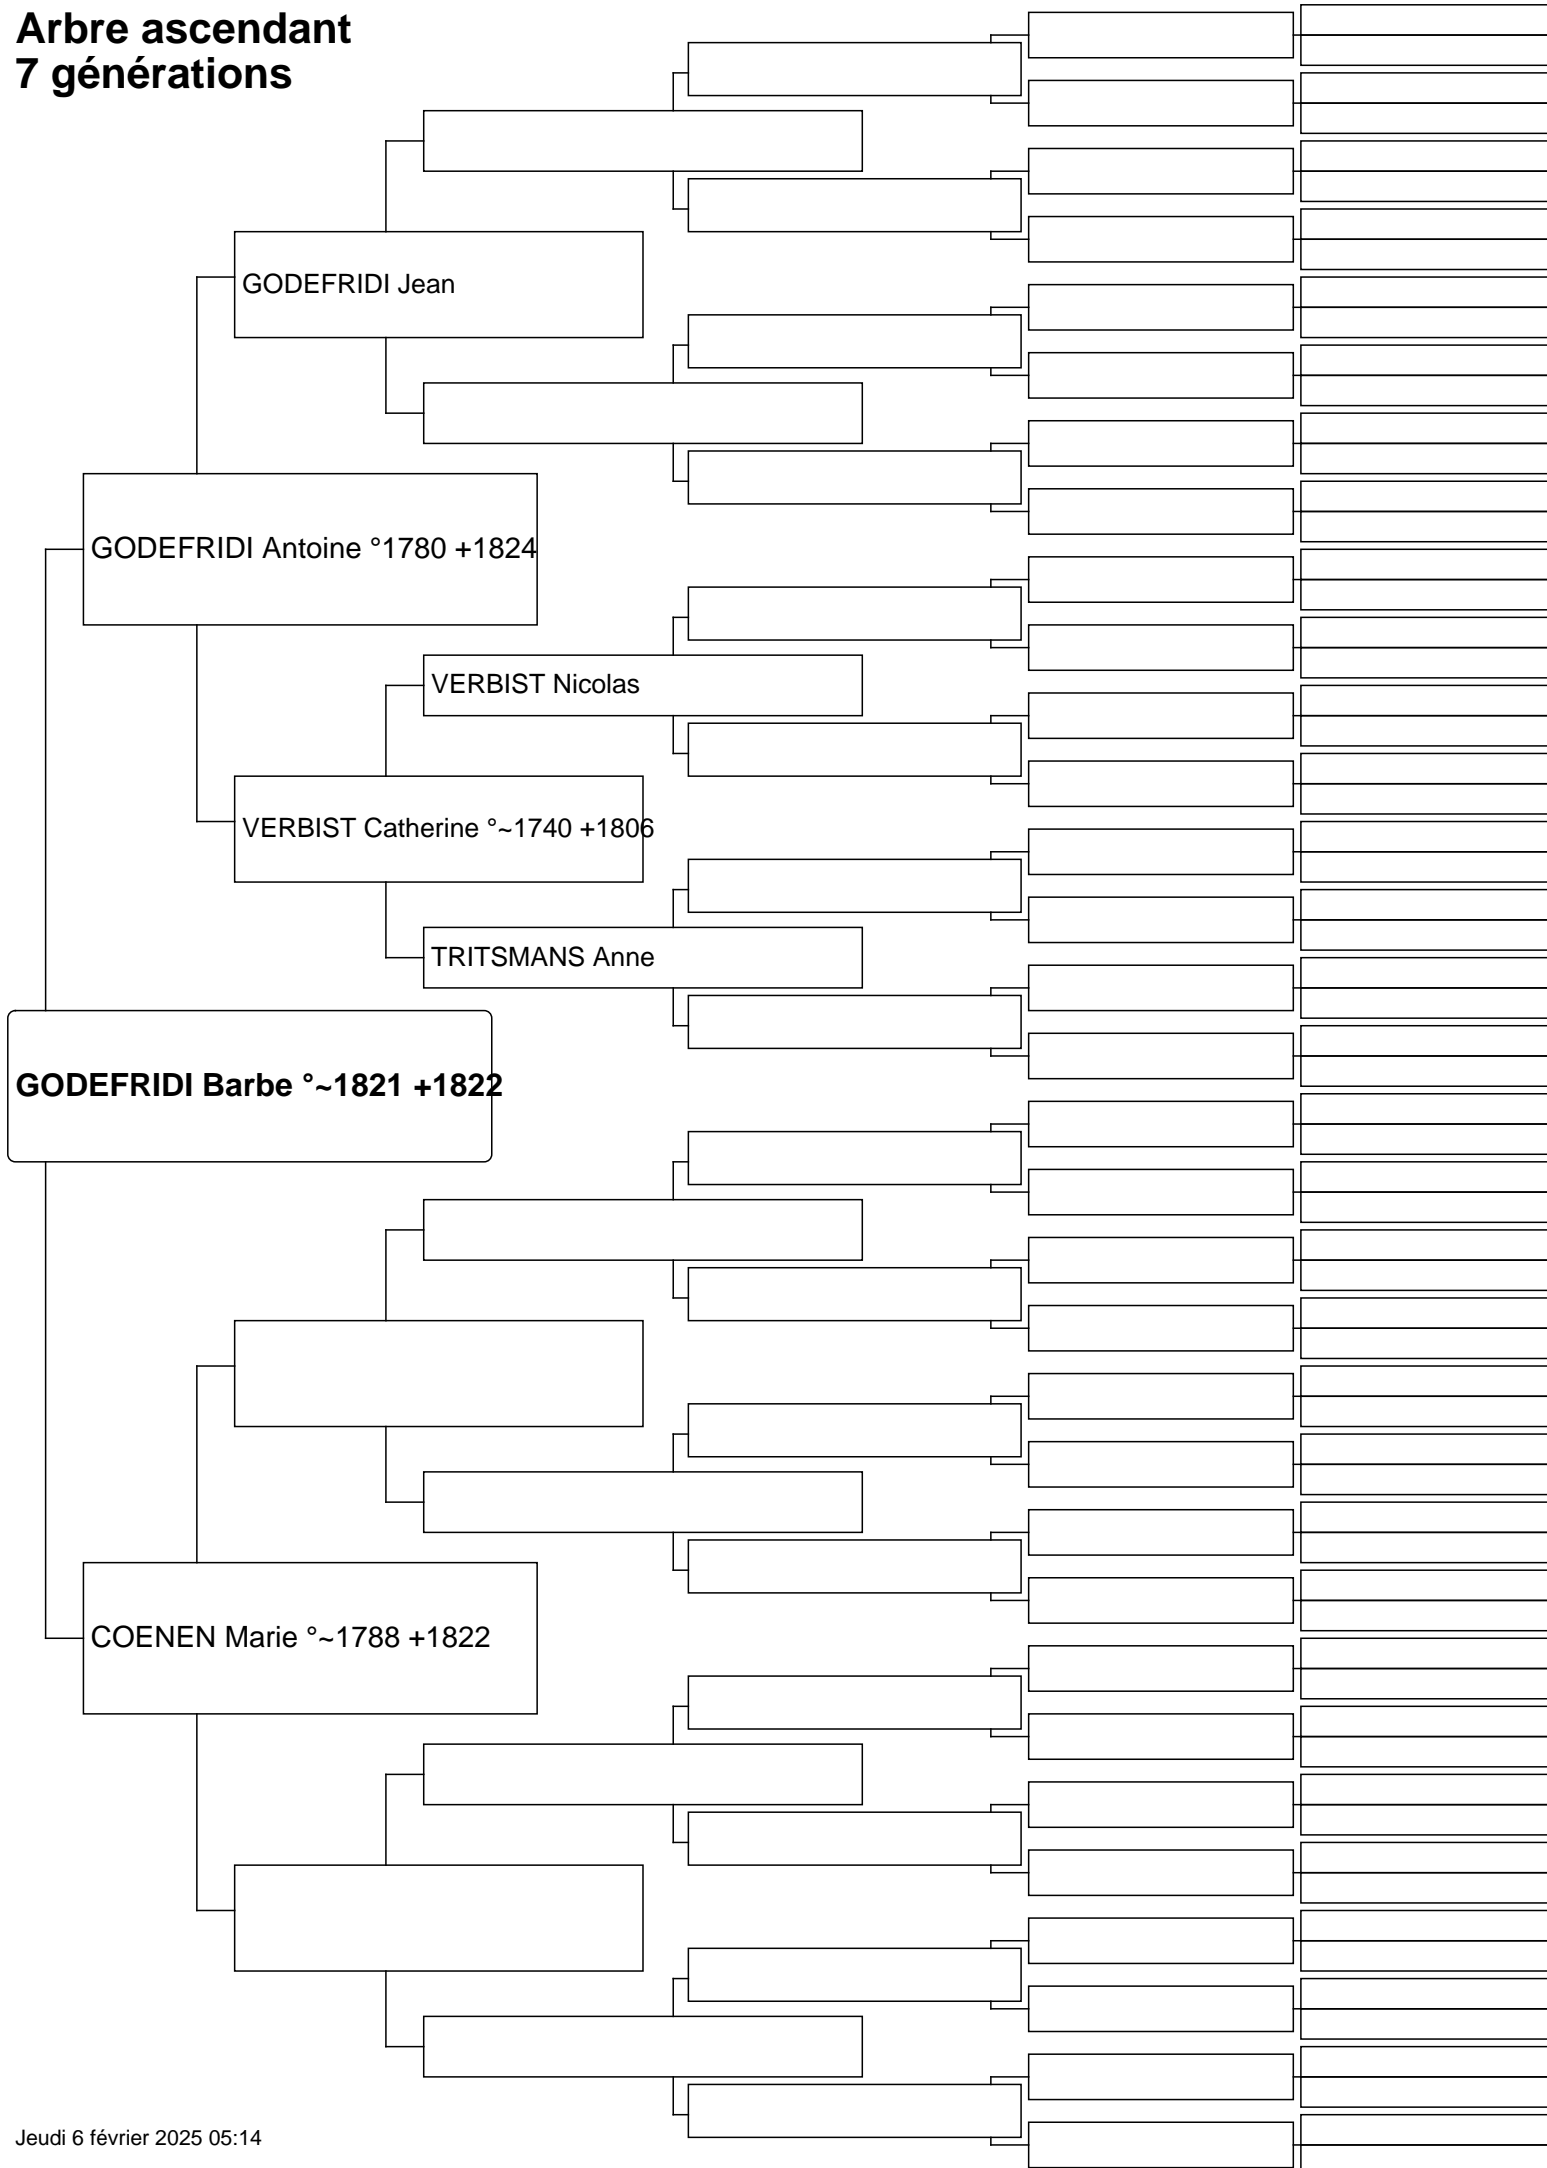 Arbre ascendant
7 générations
GODEFRIDI Jean
GODEFRIDI Antoine °1780 +1824
VERBIST Nicolas
VERBIST Catherine °~1740 +1806
TRITSMANS Anne
GODEFRIDI Barbe °~1821 +1822
COENEN Marie °~1788 +1822
Jeudi 6 février 2025 05:14